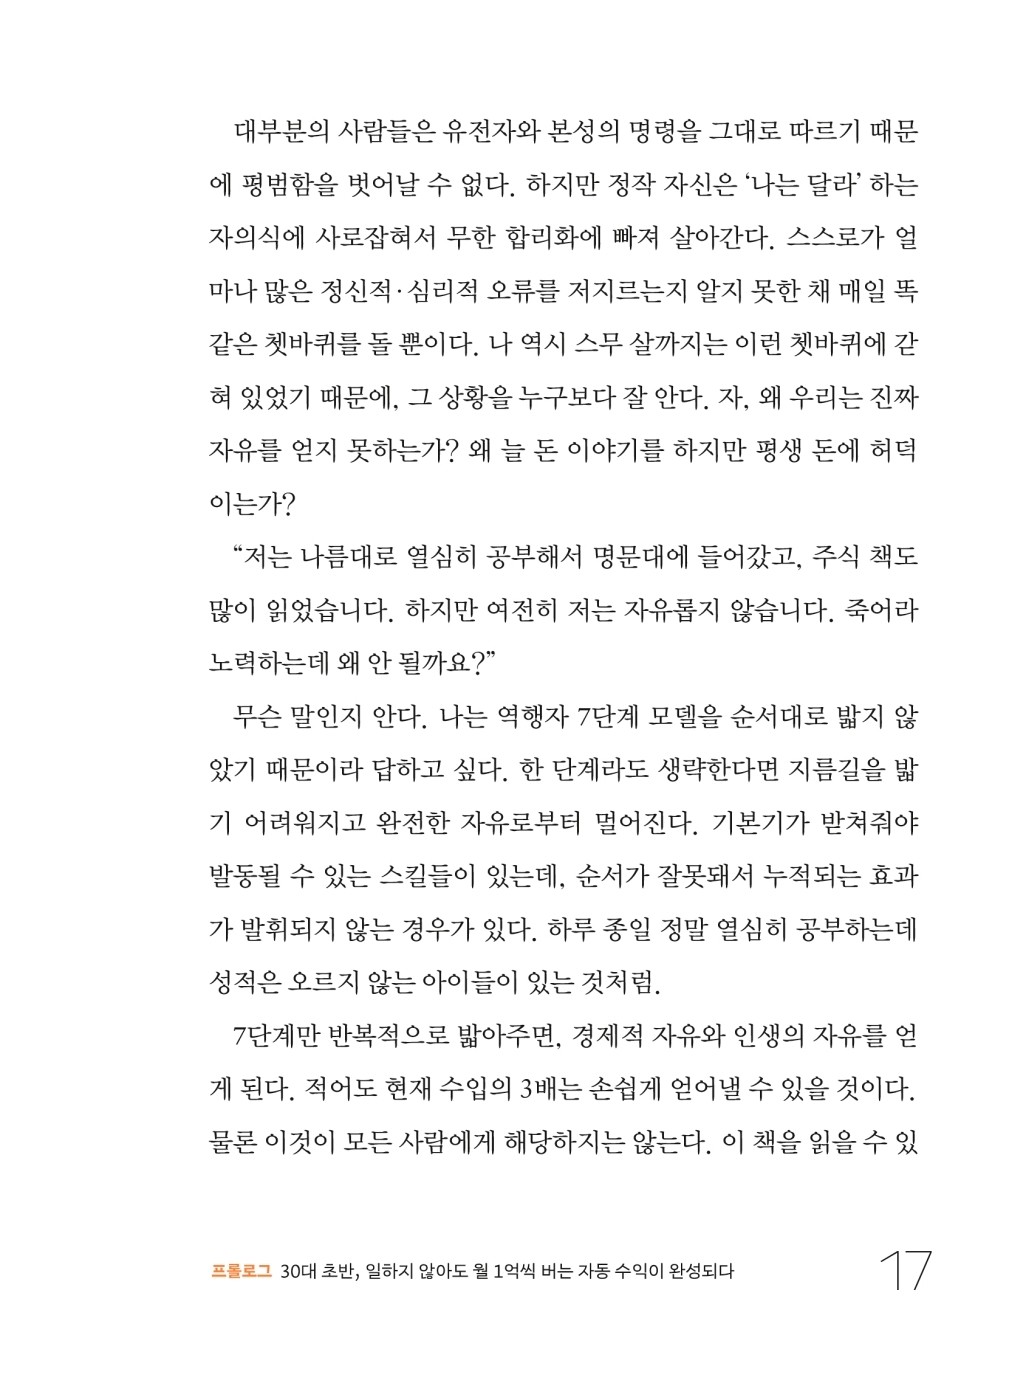 대부분의 사람들은 유전자와 본성의 명령을 그대로 따르기 때문
에 평범함을 벗어날 수 없다. 하지만 정작 자신은 ‘나는 달라’ 하는
자의식에 사로잡혀서 무한 합리화에 빠져 살아간다. 스스로가 얼
마나 많은 정신적·심리적 오류를 저지르는지 알지 못한 채 매일 똑
같은 쳇바퀴를 돌 뿐이다. 나 역시 스무 살까지는 이런 쳇바퀴에 갇
혀 있었기 때문에, 그 상황을 누구보다 잘 안다. 자, 왜 우리는 진짜
자유를 얻지 못하는가? 왜 늘 돈 이야기를 하지만 평생 돈에 허덕
이는가?
“저는 나름대로 열심히 공부해서 명문대에 들어갔고, 주식 책도
많이 읽었습니다. 하지만 여전히 저는 자유롭지 않습니다. 죽어라
노력하는데 왜 안 될까요?”
무슨 말인지 안다. 나는 역행자 7단계 모델을 순서대로 밟지 않
았기 때문이라 답하고 싶다. 한 단계라도 생략한다면 지름길을 밟
기 어려워지고 완전한 자유로부터 멀어진다. 기본기가 받쳐줘야
발동될 수 있는 스킬들이 있는데, 순서가 잘못돼서 누적되는 효과
가 발휘되지 않는 경우가 있다. 하루 종일 정말 열심히 공부하는데
성적은 오르지 않는 아이들이 있는 것처럼.
7단계만 반복적으로 밟아주면, 경제적 자유와 인생의 자유를 얻
게 된다. 적어도 현재 수입의 3배는 손쉽게 얻어낼 수 있을 것이다.
물론 이것이 모든 사람에게 해당하지는 않는다. 이 책을 읽을 수 있
프롤로그 30대 초반, 일하지 않아도 월 1억씩 버는 자동 수익이 완성되다 17